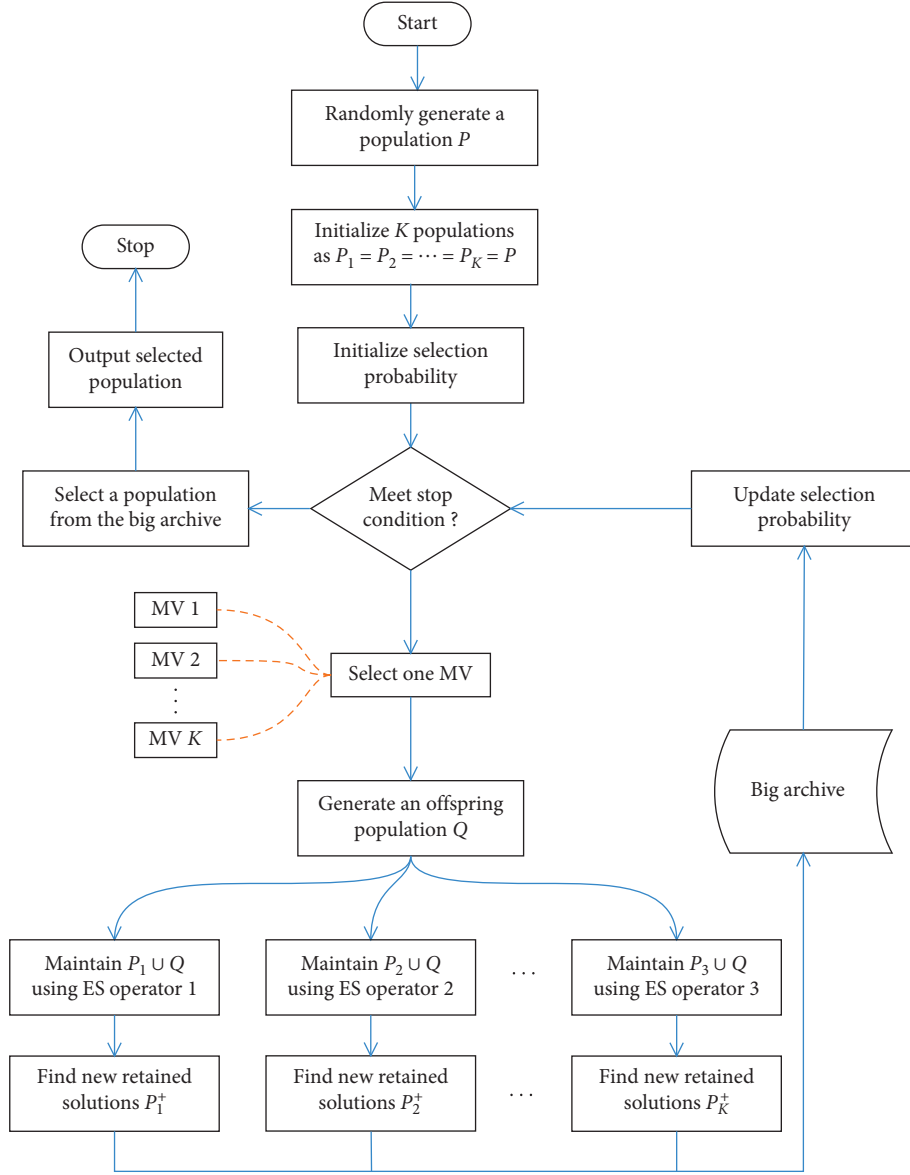 Start
Randomly generate a
population P
Initialize K populations
as P₁ = P₂ = ⋯ = P_K = P
Stop
Initialize selection
probability
Output selected
population
Meet stop
condition ?
Select a population
from the big archive
Update selection
probability
MV 1
MV 2
⋮
MV K
Select one MV
Generate an offspring
population Q
Big archive
Maintain P₁ ∪ Q
using ES operator 1
Maintain P₂ ∪ Q
using ES operator 2
⋯
Maintain P₃ ∪ Q
using ES operator 3
Find new retained
solutions P₁⁺
Find new retained
solutions P₂⁺
⋯
Find new retained
solutions P_K⁺